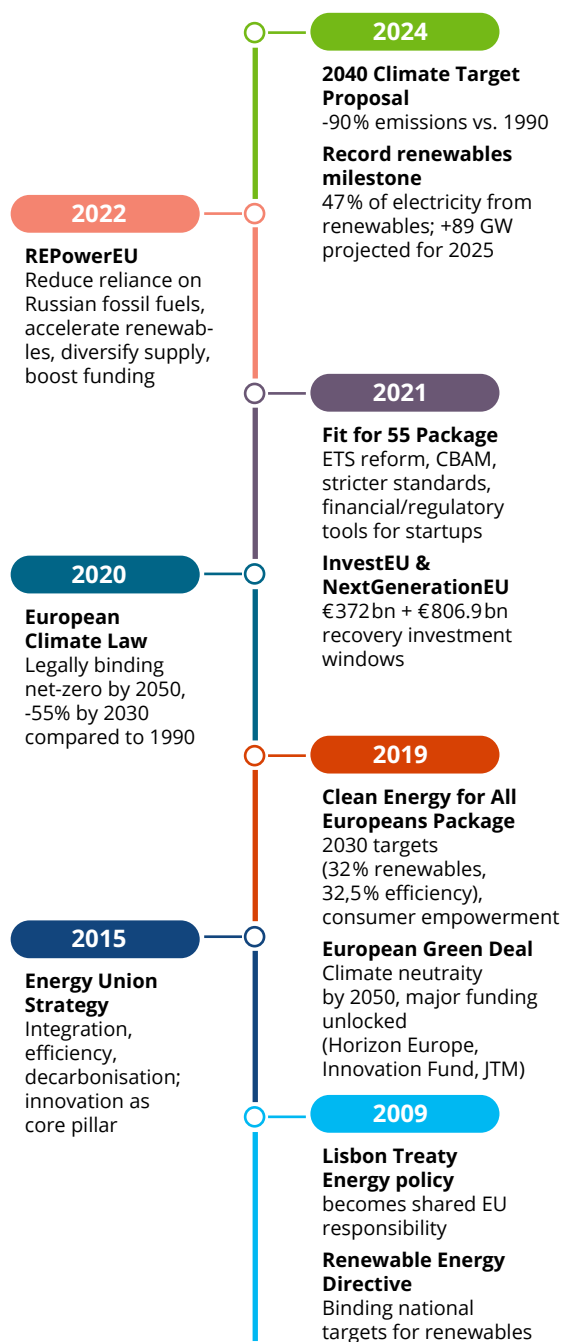 2024
2040 Climate Target
Proposal
-90% emissions vs. 1990
Record renewables
milestone
47% of electricity from
renewables; +89 GW
projected for 2025
2022
REPowerEU
Reduce reliance on
Russian fossil fuels,
accelerate renewab-
les, diversify supply,
boost funding
2021
Fit for 55 Package
ETS reform, CBAM,
stricter standards,
financial/regulatory
tools for startups
InvestEU &
NextGenerationEU
€372bn + €806.9bn
recovery investment
windows
2020
European
Climate Law
Legally binding
net-zero by 2050,
-55% by 2030
compared to 1990
2019
Clean Energy for All
Europeans Package
2030 targets
(32% renewables,
32,5% efficiency),
consumer empowerment
European Green Deal
Climate neutraity
by 2050, major funding
unlocked
(Horizon Europe,
Innovation Fund, JTM)
2015
Energy Union
Strategy
Integration,
efficiency,
decarbonisation;
innovation as
core pillar
2009
Lisbon Treaty
Energy policy
becomes shared EU
responsibility
Renewable Energy
Directive
Binding national
targets for renewables